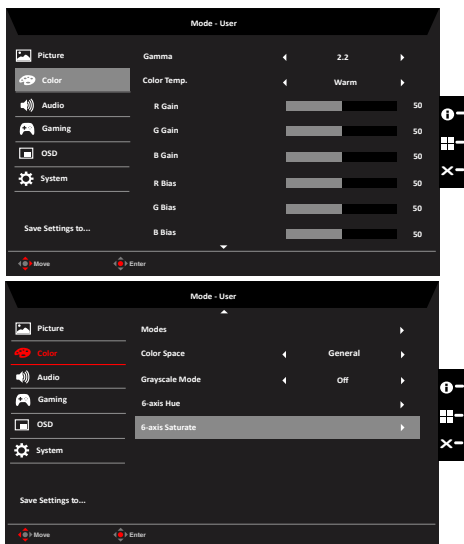 Mode - User
Picture
Gamma 2.2
Color
Color Temp. Warm
Audio
R Gain 50
Gaming
G Gain 50
OSD
B Gain 50
System
R Bias 50
G Bias 50
Save Settings to...
B Bias 50
Move Enter
Mode - User
Picture
Modes
Color
Color Space General
Audio
Grayscale Mode Off
Gaming
6-axis Hue
OSD
6-axis Saturate
System
Save Settings to...
Move Enter